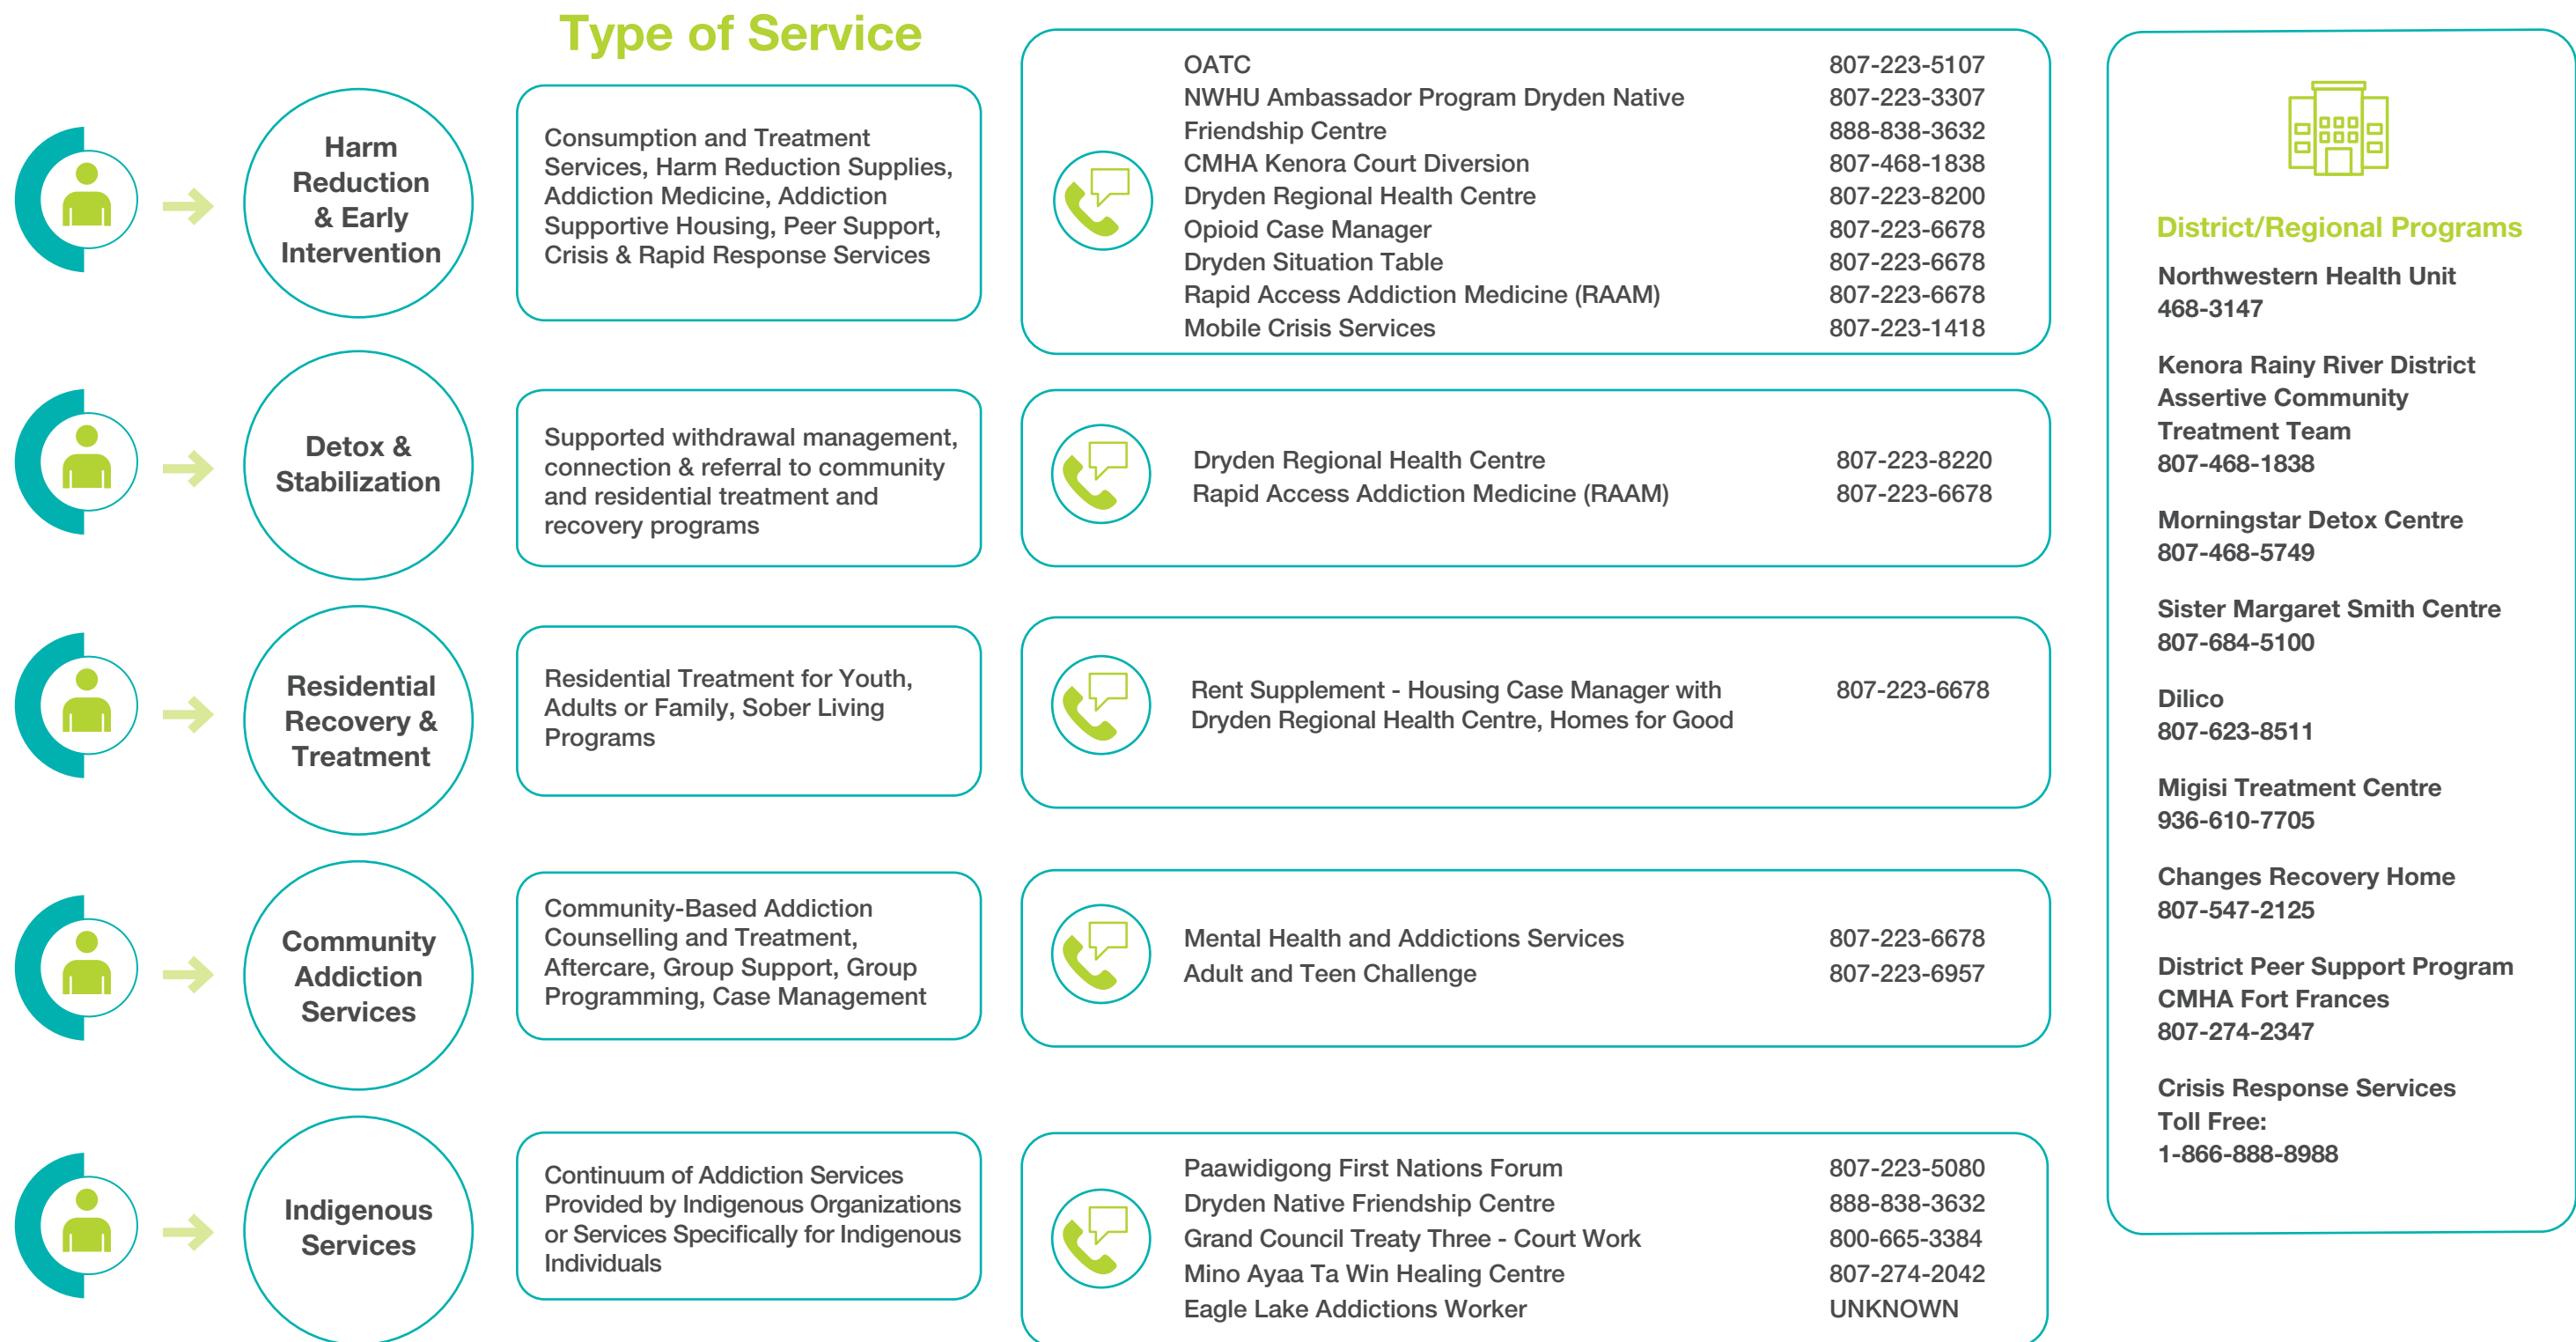 Type of Service
Harm
Reduction
& Early
Intervention
Consumption and Treatment
Services, Harm Reduction Supplies,
Addiction Medicine, Addiction
Supportive Housing, Peer Support,
Crisis & Rapid Response Services
OATC 807-223-5107
NWHU Ambassador Program Dryden Native 807-223-3307
Friendship Centre 888-838-3632
CMHA Kenora Court Diversion 807-468-1838
Dryden Regional Health Centre 807-223-8200
Opioid Case Manager 807-223-6678
Dryden Situation Table 807-223-6678
Rapid Access Addiction Medicine (RAAM) 807-223-6678
Mobile Crisis Services 807-223-1418
Detox &
Stabilization
Supported withdrawal management,
connection & referral to community
and residential treatment and
recovery programs
Dryden Regional Health Centre 807-223-8220
Rapid Access Addiction Medicine (RAAM) 807-223-6678
Residential
Recovery &
Treatment
Residential Treatment for Youth,
Adults or Family, Sober Living
Programs
Rent Supplement - Housing Case Manager with 807-223-6678
Dryden Regional Health Centre, Homes for Good
Community
Addiction
Services
Community-Based Addiction
Counselling and Treatment,
Aftercare, Group Support, Group
Programming, Case Management
Mental Health and Addictions Services 807-223-6678
Adult and Teen Challenge 807-223-6957
Indigenous
Services
Continuum of Addiction Services
Provided by Indigenous Organizations
or Services Specifically for Indigenous
Individuals
Paawidigong First Nations Forum 807-223-5080
Dryden Native Friendship Centre 888-838-3632
Grand Council Treaty Three - Court Work 800-665-3384
Mino Ayaa Ta Win Healing Centre 807-274-2042
Eagle Lake Addictions Worker UNKNOWN
District/Regional Programs
Northwestern Health Unit
468-3147
Kenora Rainy River District
Assertive Community
Treatment Team
807-468-1838
Morningstar Detox Centre
807-468-5749
Sister Margaret Smith Centre
807-684-5100
Dilico
807-623-8511
Migisi Treatment Centre
936-610-7705
Changes Recovery Home
807-547-2125
District Peer Support Program
CMHA Fort Frances
807-274-2347
Crisis Response Services
Toll Free:
1-866-888-8988